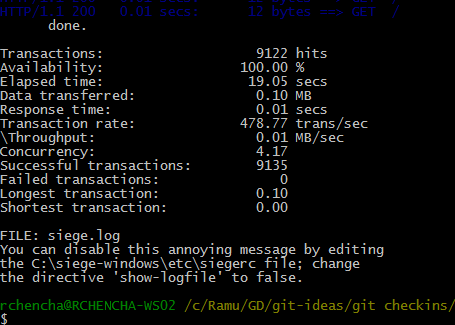 HTTP/1.1 200   0.01 secs:      12 bytes ==> GET  /
      done.
Transactions:                   9122 hits
Availability:                 100.00 %
Elapsed time:                  19.05 secs
Data transferred:               0.10 MB
Response time:                  0.01 secs
Transaction rate:             478.77 trans/sec
\Throughput:                    0.01 MB/sec
Concurrency:                    4.17
Successful transactions:        9135
Failed transactions:               0
Longest transaction:            0.10
Shortest transaction:           0.00
FILE: siege.log
You can disable this annoying message by editing
the C:\siege-windows\etc\siegerc file; change
the directive 'show-logfile' to false.
rchencha@RCHENCHA-WS02 /c/Ramu/GD/git-ideas/git checkins/
$